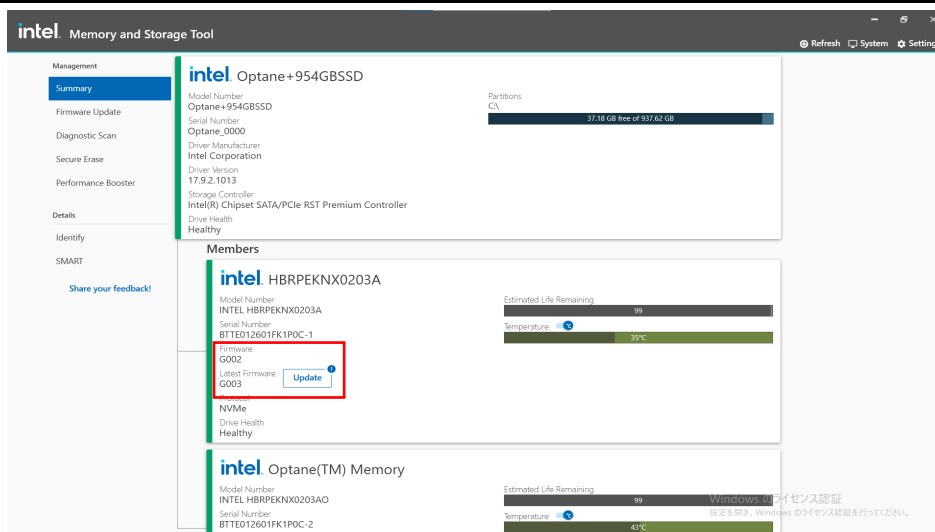 intel. Memory and Storage Tool
Refresh System Setting
Management
Summary
Firmware Update
Diagnostic Scan
Secure Erase
Performance Booster
Details
Identify
SMART
Share your feedback!
intel. Optane+954GBSSD
Model Number
Optane+954GBSSD
Serial Number
Optane_0000
Driver Manufacturer
Intel Corporation
Driver Version
17.9.2.1013
Storage Controller
Intel(R) Chipset SATA/PCIe RST Premium Controller
Drive Health
Healthy
Partitions
C:\
37.18 GB free of 937.62 GB
Members
intel. HBRPEKNX0203A
Model Number
INTEL HBRPEKNX0203A
Serial Number
BTTE012601FK1P0C-1
Firmware
G002
Latest Firmware
G003
Update
Protocol
NVMe
Drive Health
Healthy
Estimated Life Remaining
99
Temperature °C
35°C
intel. Optane(TM) Memory
Model Number
INTEL HBRPEKNX0203AO
Serial Number
BTTE012601FK1P0C-2
Estimated Life Remaining
99
Temperature °C
43°C
Windows のライセンス認証
設定を開き、Windows のライセンス認証を行ってください。